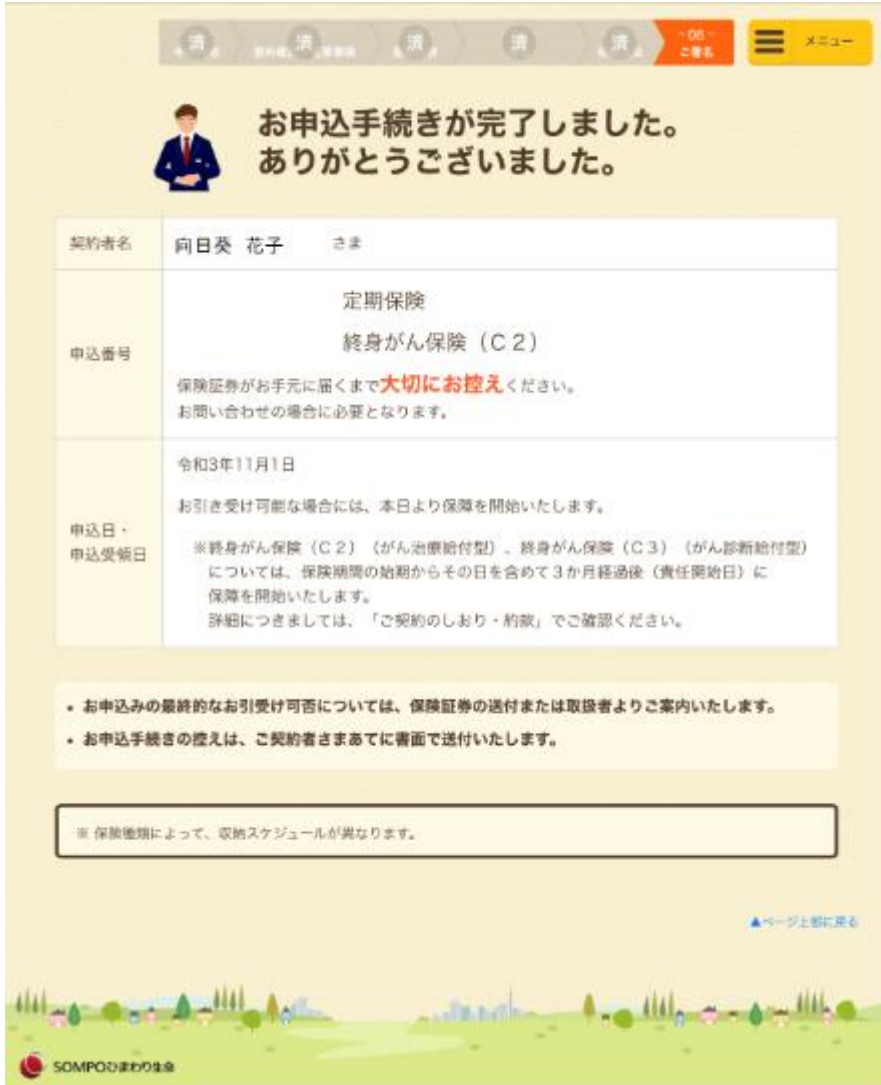 済
済
済
済
済
-06-
ご署名
メニュー
お申込手続きが完了しました。
ありがとうございました。
契約者名
向日葵 花子 さま
申込番号
定期保険
終身がん保険(C2)
保険証券がお手元に届くまで大切にお控えください。
お問い合わせの場合に必要となります。
申込日・
申込受領日
令和3年11月1日
お引き受け可能な場合には、本日より保障を開始いたします。
※終身がん保険(C2)(がん治療給付型)、終身がん保険(C3)(がん診断給付型)
については、保険期間の始期からその日を含めて3か月経過後(責任開始日)に
保障を開始いたします。
詳細につきましては、「ご契約のしおり・約款」でご確認ください。
• お申込みの最終的なお引受け可否については、保険証券の送付または取扱者よりご案内いたします。
• お申込手続きの控えは、ご契約者さまあてに書面で送付いたします。
※ 保険種類によって、収納スケジュールが異なります。
▲ページ上部に戻る
SOMPOひまわり生命